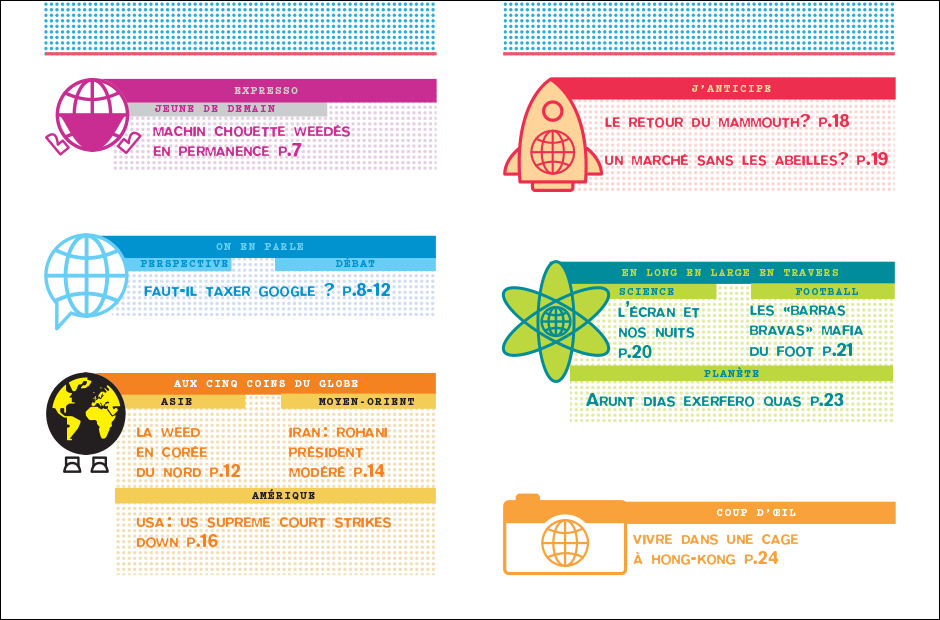 EXPRESSO
JEUNE DE DEMAIN
MACHIN CHOUETTE WEEDÉS
EN PERMANENCE P.7
ON EN PARLE
PERSPECTIVE
DÉBAT
FAUT-IL TAXER GOOGLE ? P.8-12
AUX CINQ COINS DU GLOBE
ASIE
LA WEED
EN CORÉE
DU NORD P.12
MOYEN-ORIENT
IRAN: ROHANI
PRÉSIDENT
MODÉRÉ P.14
AMÉRIQUE
USA: US SUPREME COURT STRIKES
DOWN P.16
J'ANTICIPE
LE RETOUR DU MAMMOUTH? P.18
UN MARCHÉ SANS LES ABEILLES? P.19
EN LONG EN LARGE EN TRAVERS
SCIENCE
L'ÉCRAN ET
NOS NUITS
P.20
FOOTBALL
LES «BARRAS
BRAVAS» MAFIA
DU FOOT P.21
PLANÈTE
ARUNT DIAS EXERFERO QUAS P.23
COUP D'ŒIL
VIVRE DANS UNE CAGE
À HONG-KONG P.24